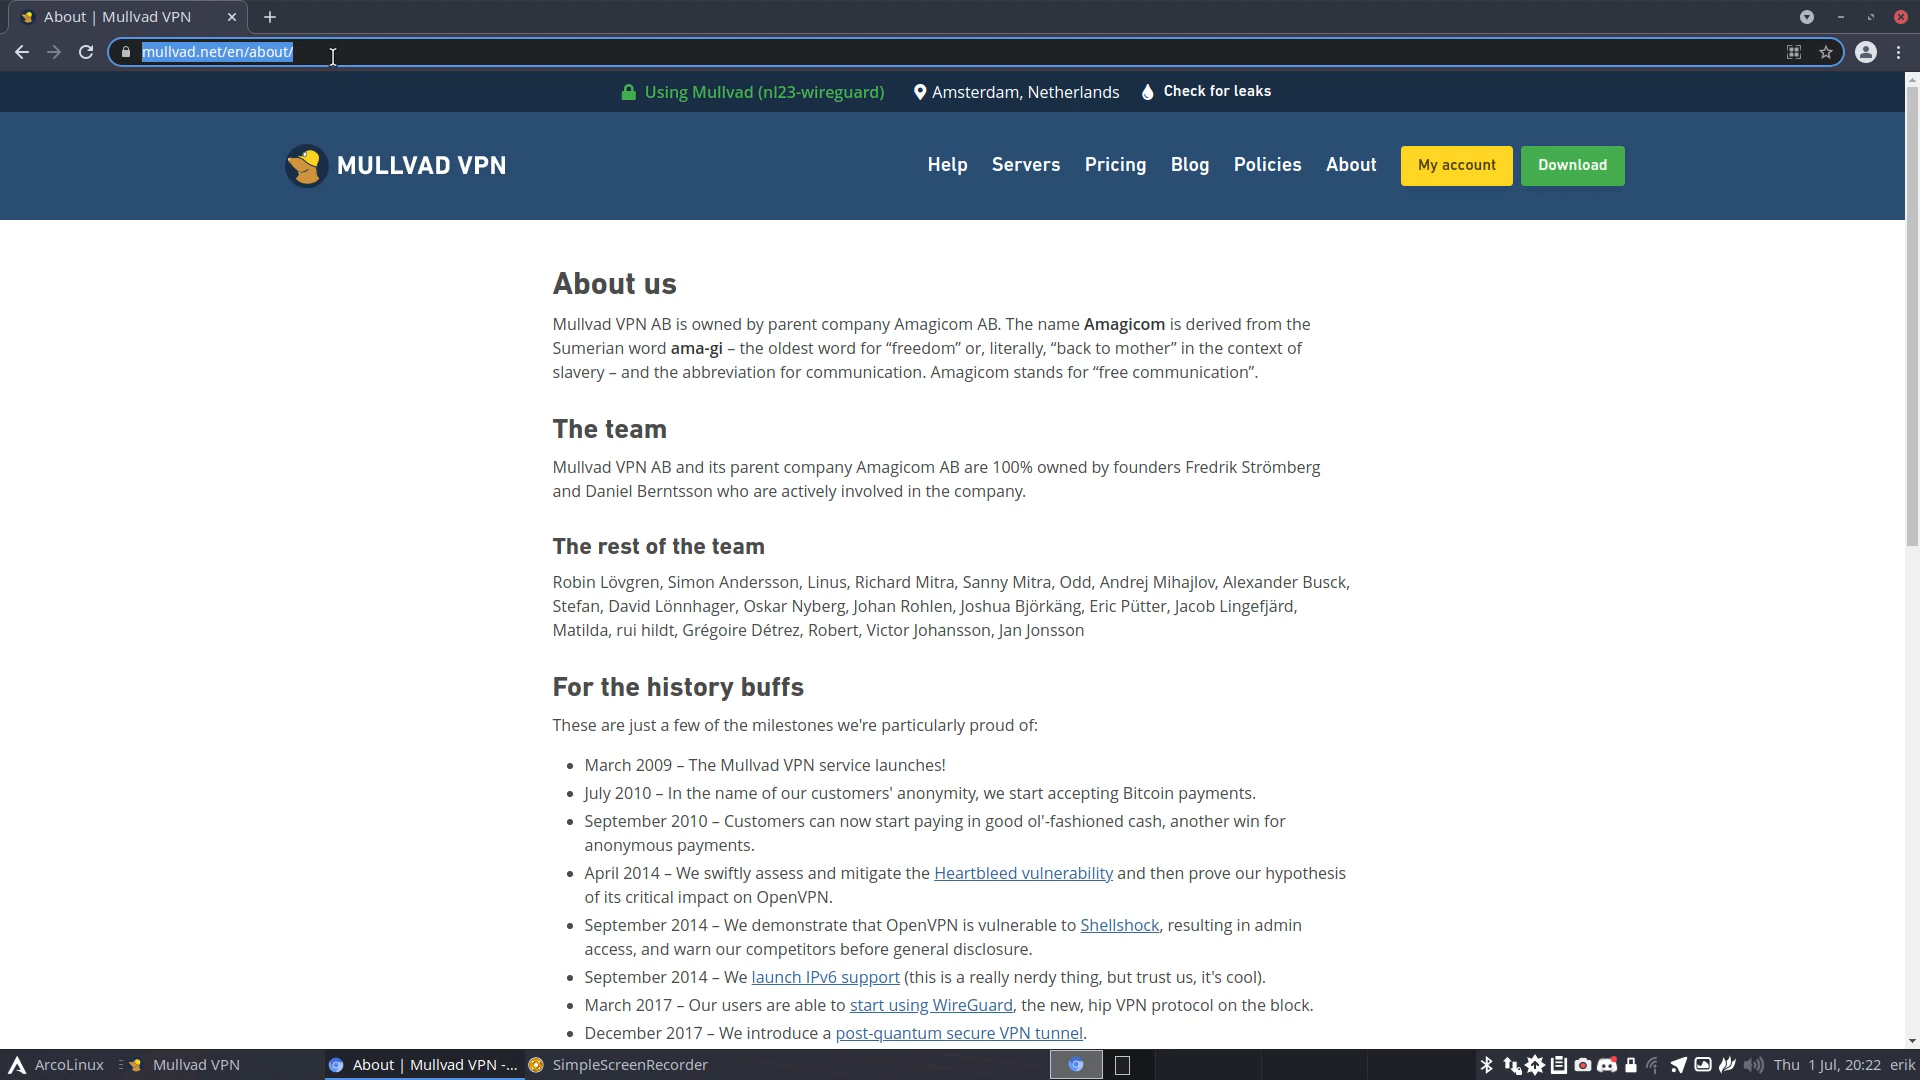 About | Mullvad VPN
mullvad.net/en/about/
Using Mullvad (nl23-wireguard) Amsterdam, Netherlands Check for leaks
MULLVAD VPN
Help Servers Pricing Blog Policies About My account Download
About us
Mullvad VPN AB is owned by parent company Amagicom AB. The name Amagicom is derived from the
Sumerian word ama-gi – the oldest word for “freedom” or, literally, “back to mother” in the context of
slavery – and the abbreviation for communication. Amagicom stands for “free communication”.
The team
Mullvad VPN AB and its parent company Amagicom AB are 100% owned by founders Fredrik Strömberg
and Daniel Berntsson who are actively involved in the company.
The rest of the team
Robin Lövgren, Simon Andersson, Linus, Richard Mitra, Sanny Mitra, Odd, Andrej Mihajlov, Alexander Busck,
Stefan, David Lönnhager, Oskar Nyberg, Johan Rohlen, Joshua Björkäng, Eric Pütter, Jacob Lingefjärd,
Matilda, rui hildt, Grégoire Détrez, Robert, Victor Johansson, Jan Jonsson
For the history buffs
These are just a few of the milestones we're particularly proud of:
• March 2009 – The Mullvad VPN service launches!
• July 2010 – In the name of our customers' anonymity, we start accepting Bitcoin payments.
• September 2010 – Customers can now start paying in good ol'-fashioned cash, another win for
anonymous payments.
• April 2014 – We swiftly assess and mitigate the Heartbleed vulnerability and then prove our hypothesis
of its critical impact on OpenVPN.
• September 2014 – We demonstrate that OpenVPN is vulnerable to Shellshock, resulting in admin
access, and warn our competitors before general disclosure.
• September 2014 – We launch IPv6 support (this is a really nerdy thing, but trust us, it's cool).
• March 2017 – Our users are able to start using WireGuard, the new, hip VPN protocol on the block.
• December 2017 – We introduce a post-quantum secure VPN tunnel.
ArcoLinux Mullvad VPN About | Mullvad VPN -... SimpleScreenRecorder Thu 1 Jul, 20:22 erik